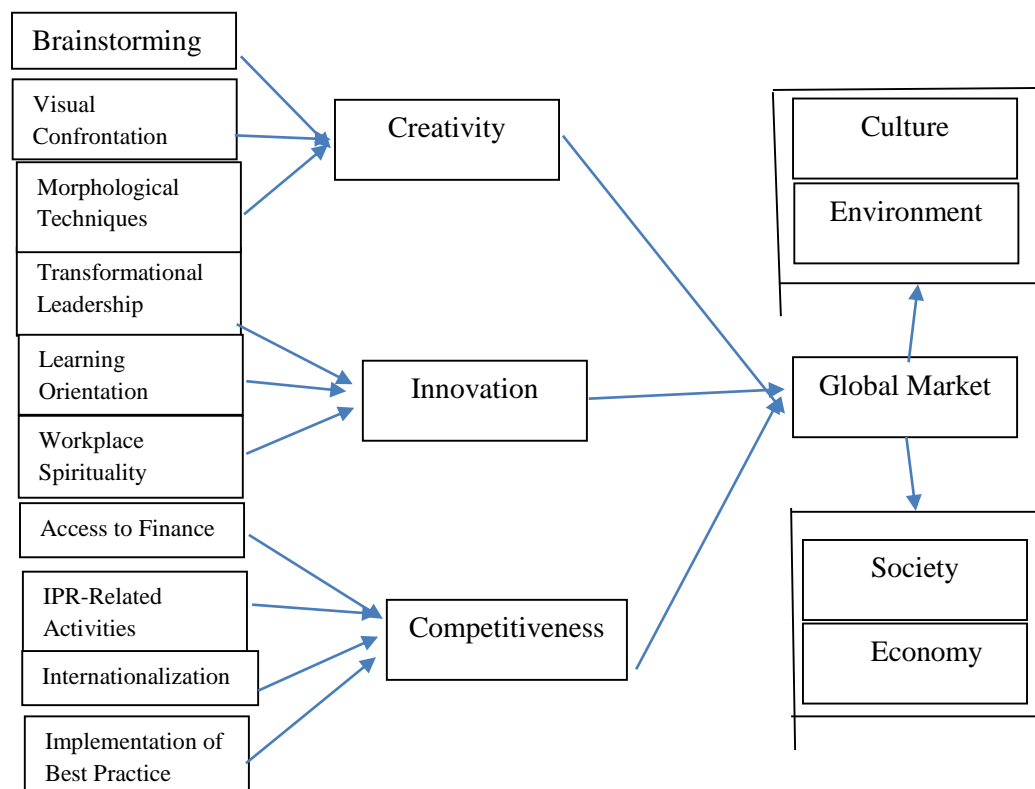 Brainstorming
Visual
Confrontation
Morphological
Techniques
Transformational
Leadership
Learning
Orientation
Workplace
Spirituality
Access to Finance
IPR-Related
Activities
Internationalization
Implementation of
Best Practice
Creativity
Innovation
Competitiveness
Culture
Environment
Global Market
Society
Economy